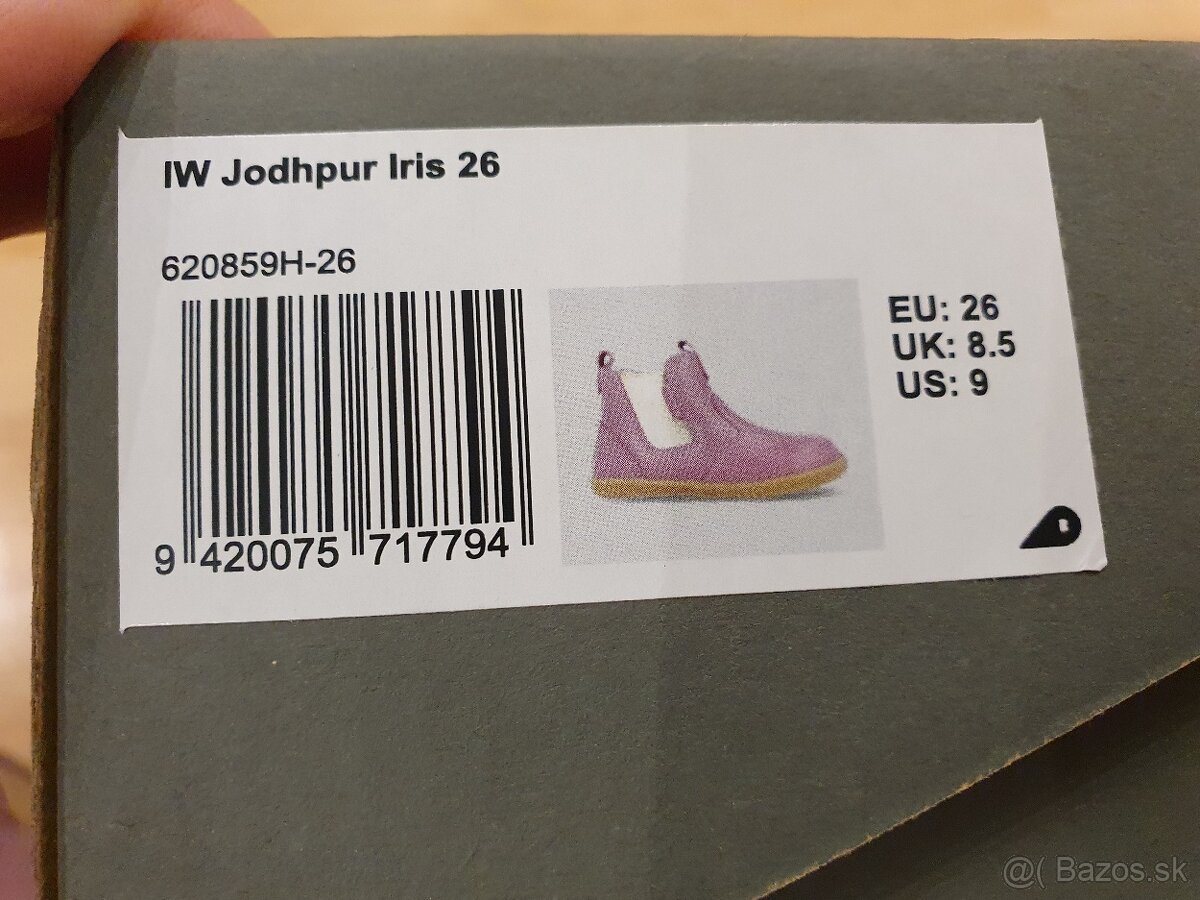 IW Jodhpur Iris 26
620859H-26
EU: 26
UK: 8.5
US: 9
9 420075 717794
B
@( Bazos.sk